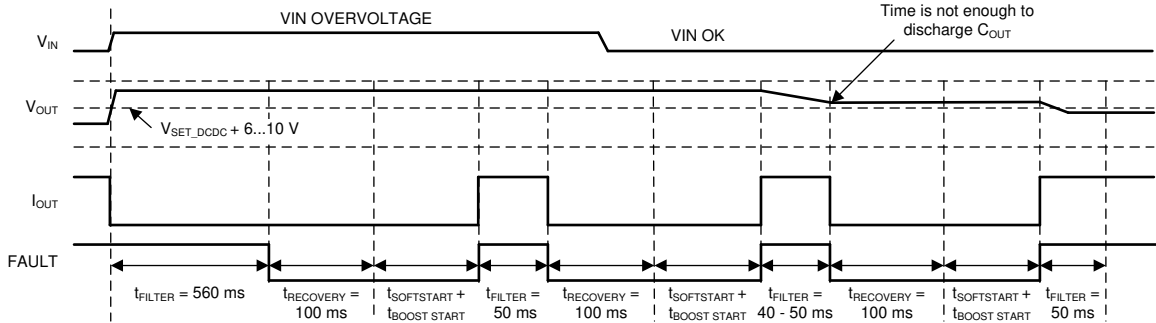 VIN OVERVOLTAGE
VIN OK
Time is not enough to
discharge COUT
VIN
VOUT
VSET_DCDC + 6...10 V
IOUT
FAULT
tFILTER = 560 ms
tRECOVERY =
100 ms
tSOFTSTART +
tBOOST START
tFILTER =
50 ms
tRECOVERY =
100 ms
tSOFTSTART +
tBOOST START
tFILTER =
40 - 50 ms
tRECOVERY =
100 ms
tSOFTSTART +
tBOOST START
tFILTER =
50 ms